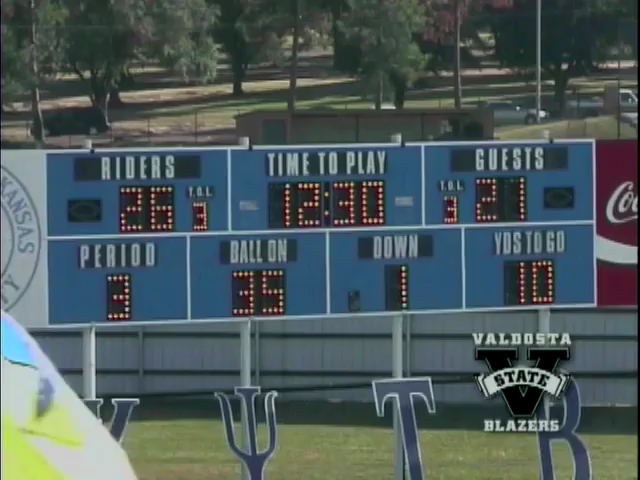 RIDERS TIME TO PLAY GUESTS
26 T.O.L. 3 12:30 T.O.L. 3 21
PERIOD BALL ON DOWN YDS TO GO
3 35 1 10
VALDOSTA
V
STATE
BLAZERS
Ψ T B